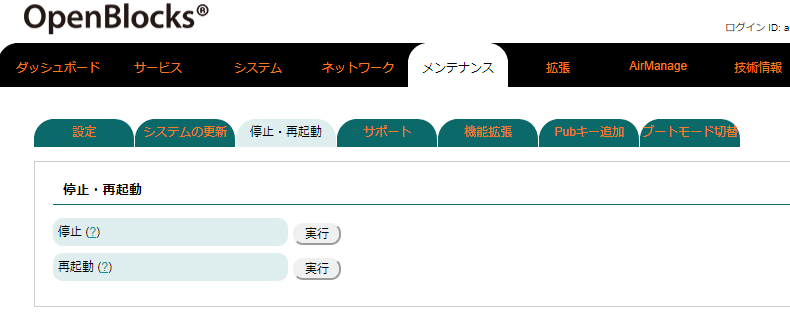 OpenBlocks®
ログイン ID: a
ダッシュボード サービス システム ネットワーク メンテナンス 拡張 AirManage 技術情報
設定 システムの更新 停止・再起動 サポート 機能拡張 Pubキー追加 ブートモード切替
停止・再起動
停止 (?) 実行
再起動 (?) 実行